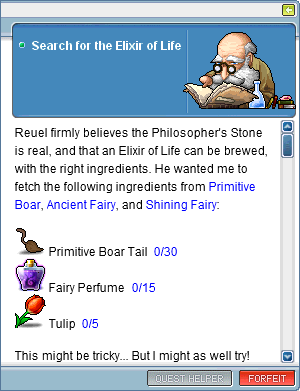 Search for the Elixir of Life
Reuel firmly believes the Philosopher's Stone
is real, and that an Elixir of Life can be brewed,
with the right ingredients. He wanted me to
fetch the following ingredients from Primitive
Boar, Ancient Fairy, and Shining Fairy:
Primitive Boar Tail 0/30
Fairy Perfume 0/15
Tulip 0/5
This might be tricky... But I might as well try!
QUEST HELPER FORFEIT